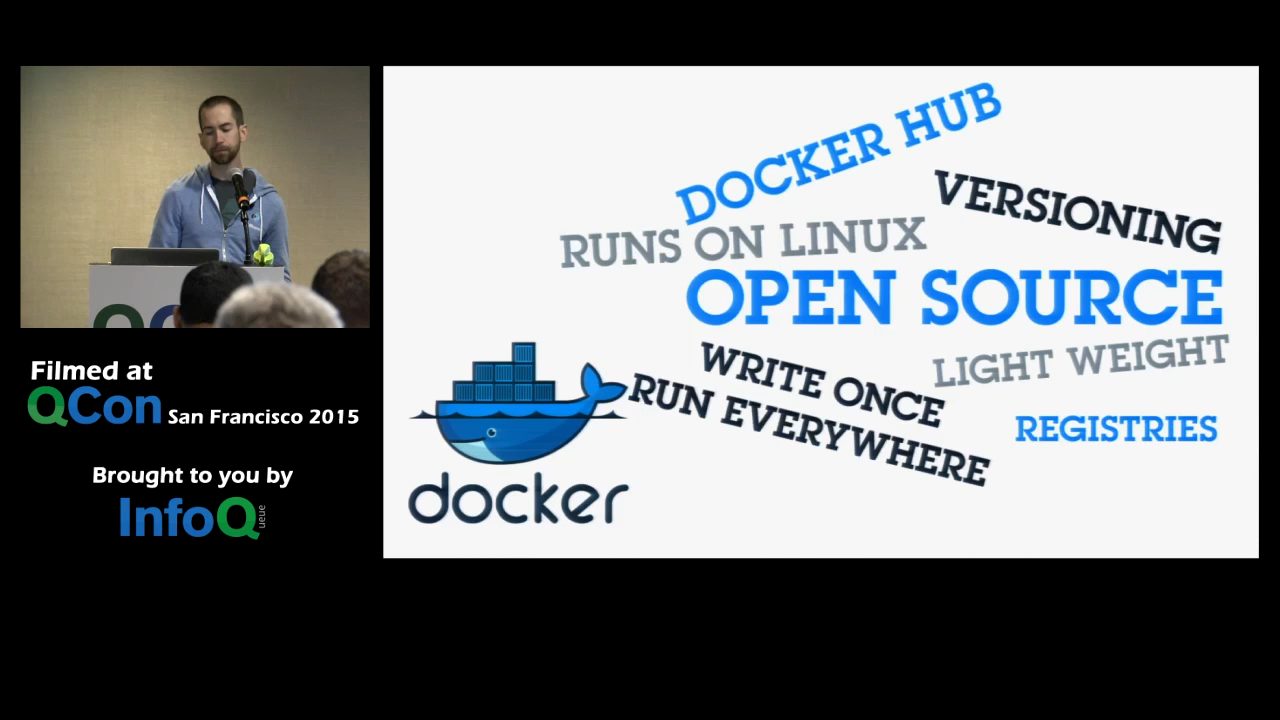 Filmed at
QCon San Francisco 2015
Brought to you by
InfoQueue
DOCKER HUB
VERSIONING
RUNS ON LINUX
OPEN SOURCE
WRITE ONCE
RUN EVERYWHERE
LIGHT WEIGHT
REGISTRIES
docker